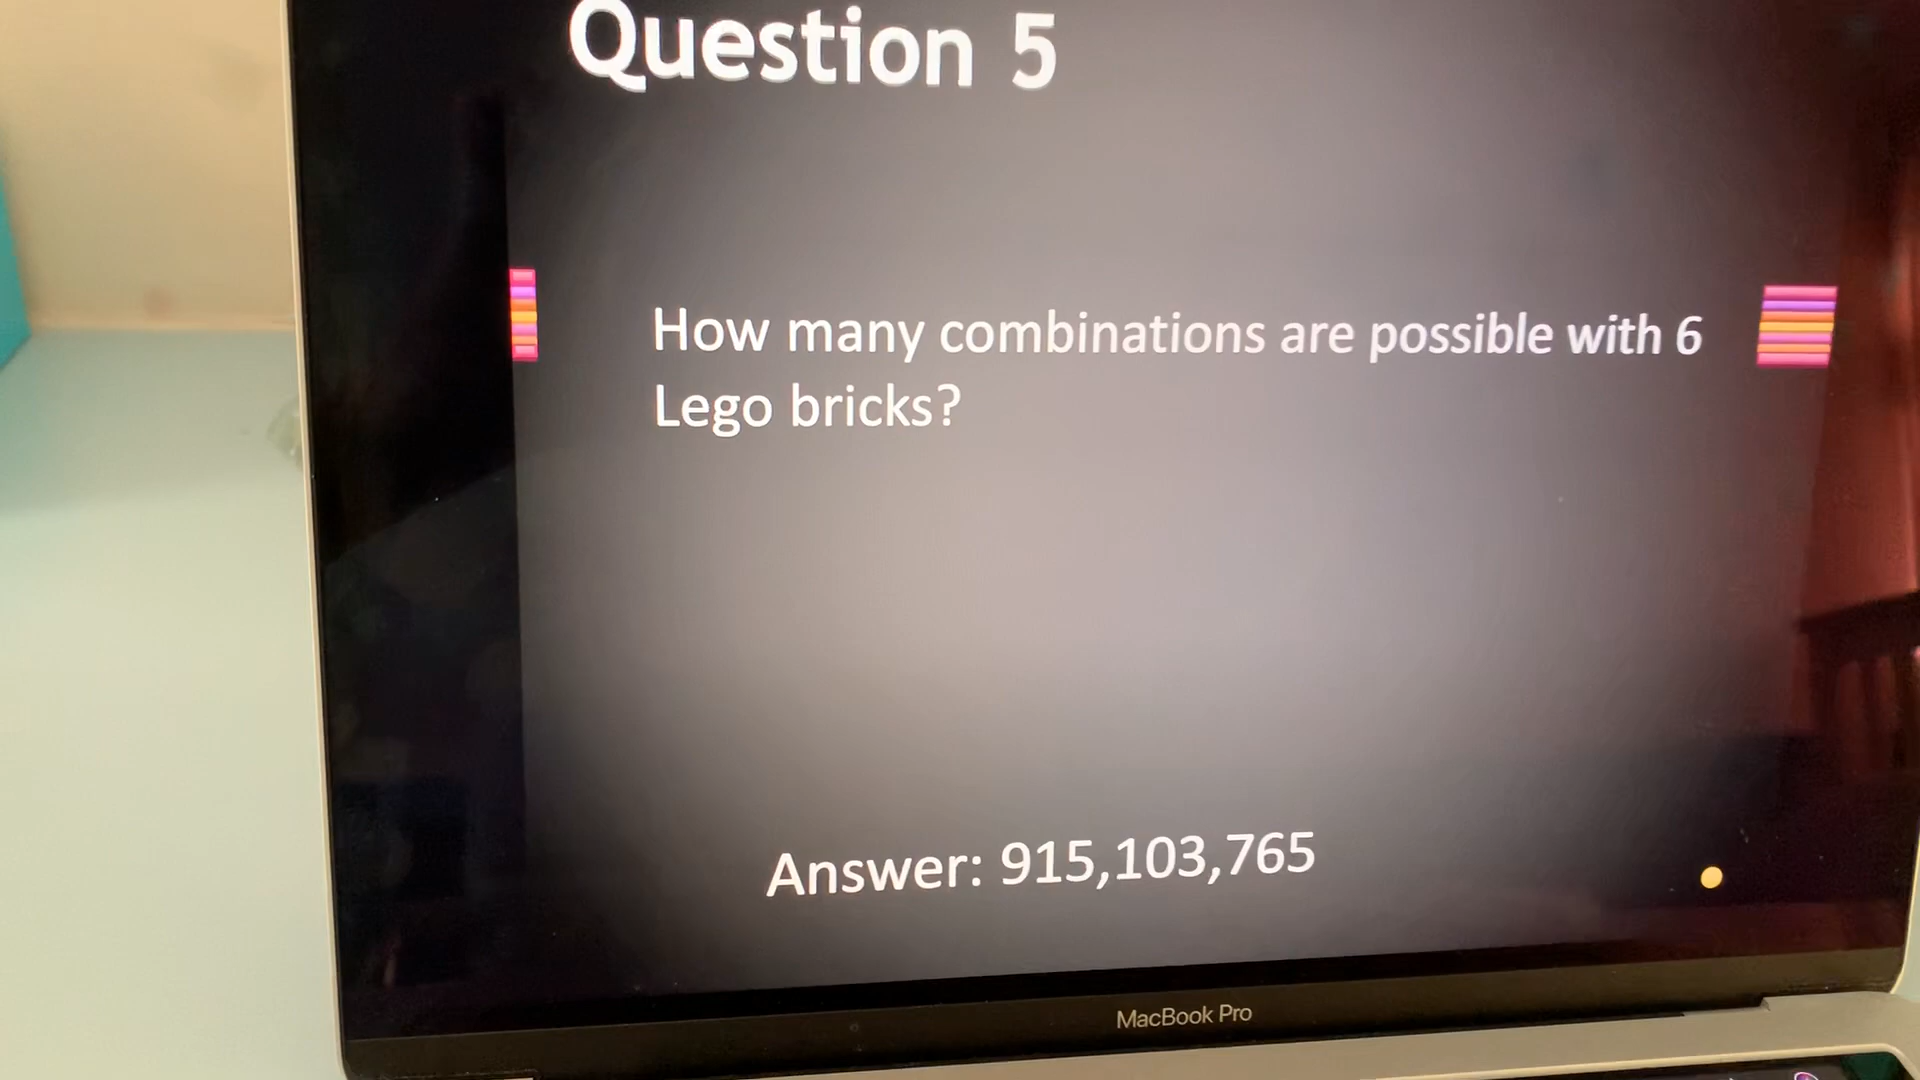 Question 5
How many combinations are possible with 6
Lego bricks?
Answer: 915,103,765
MacBook Pro